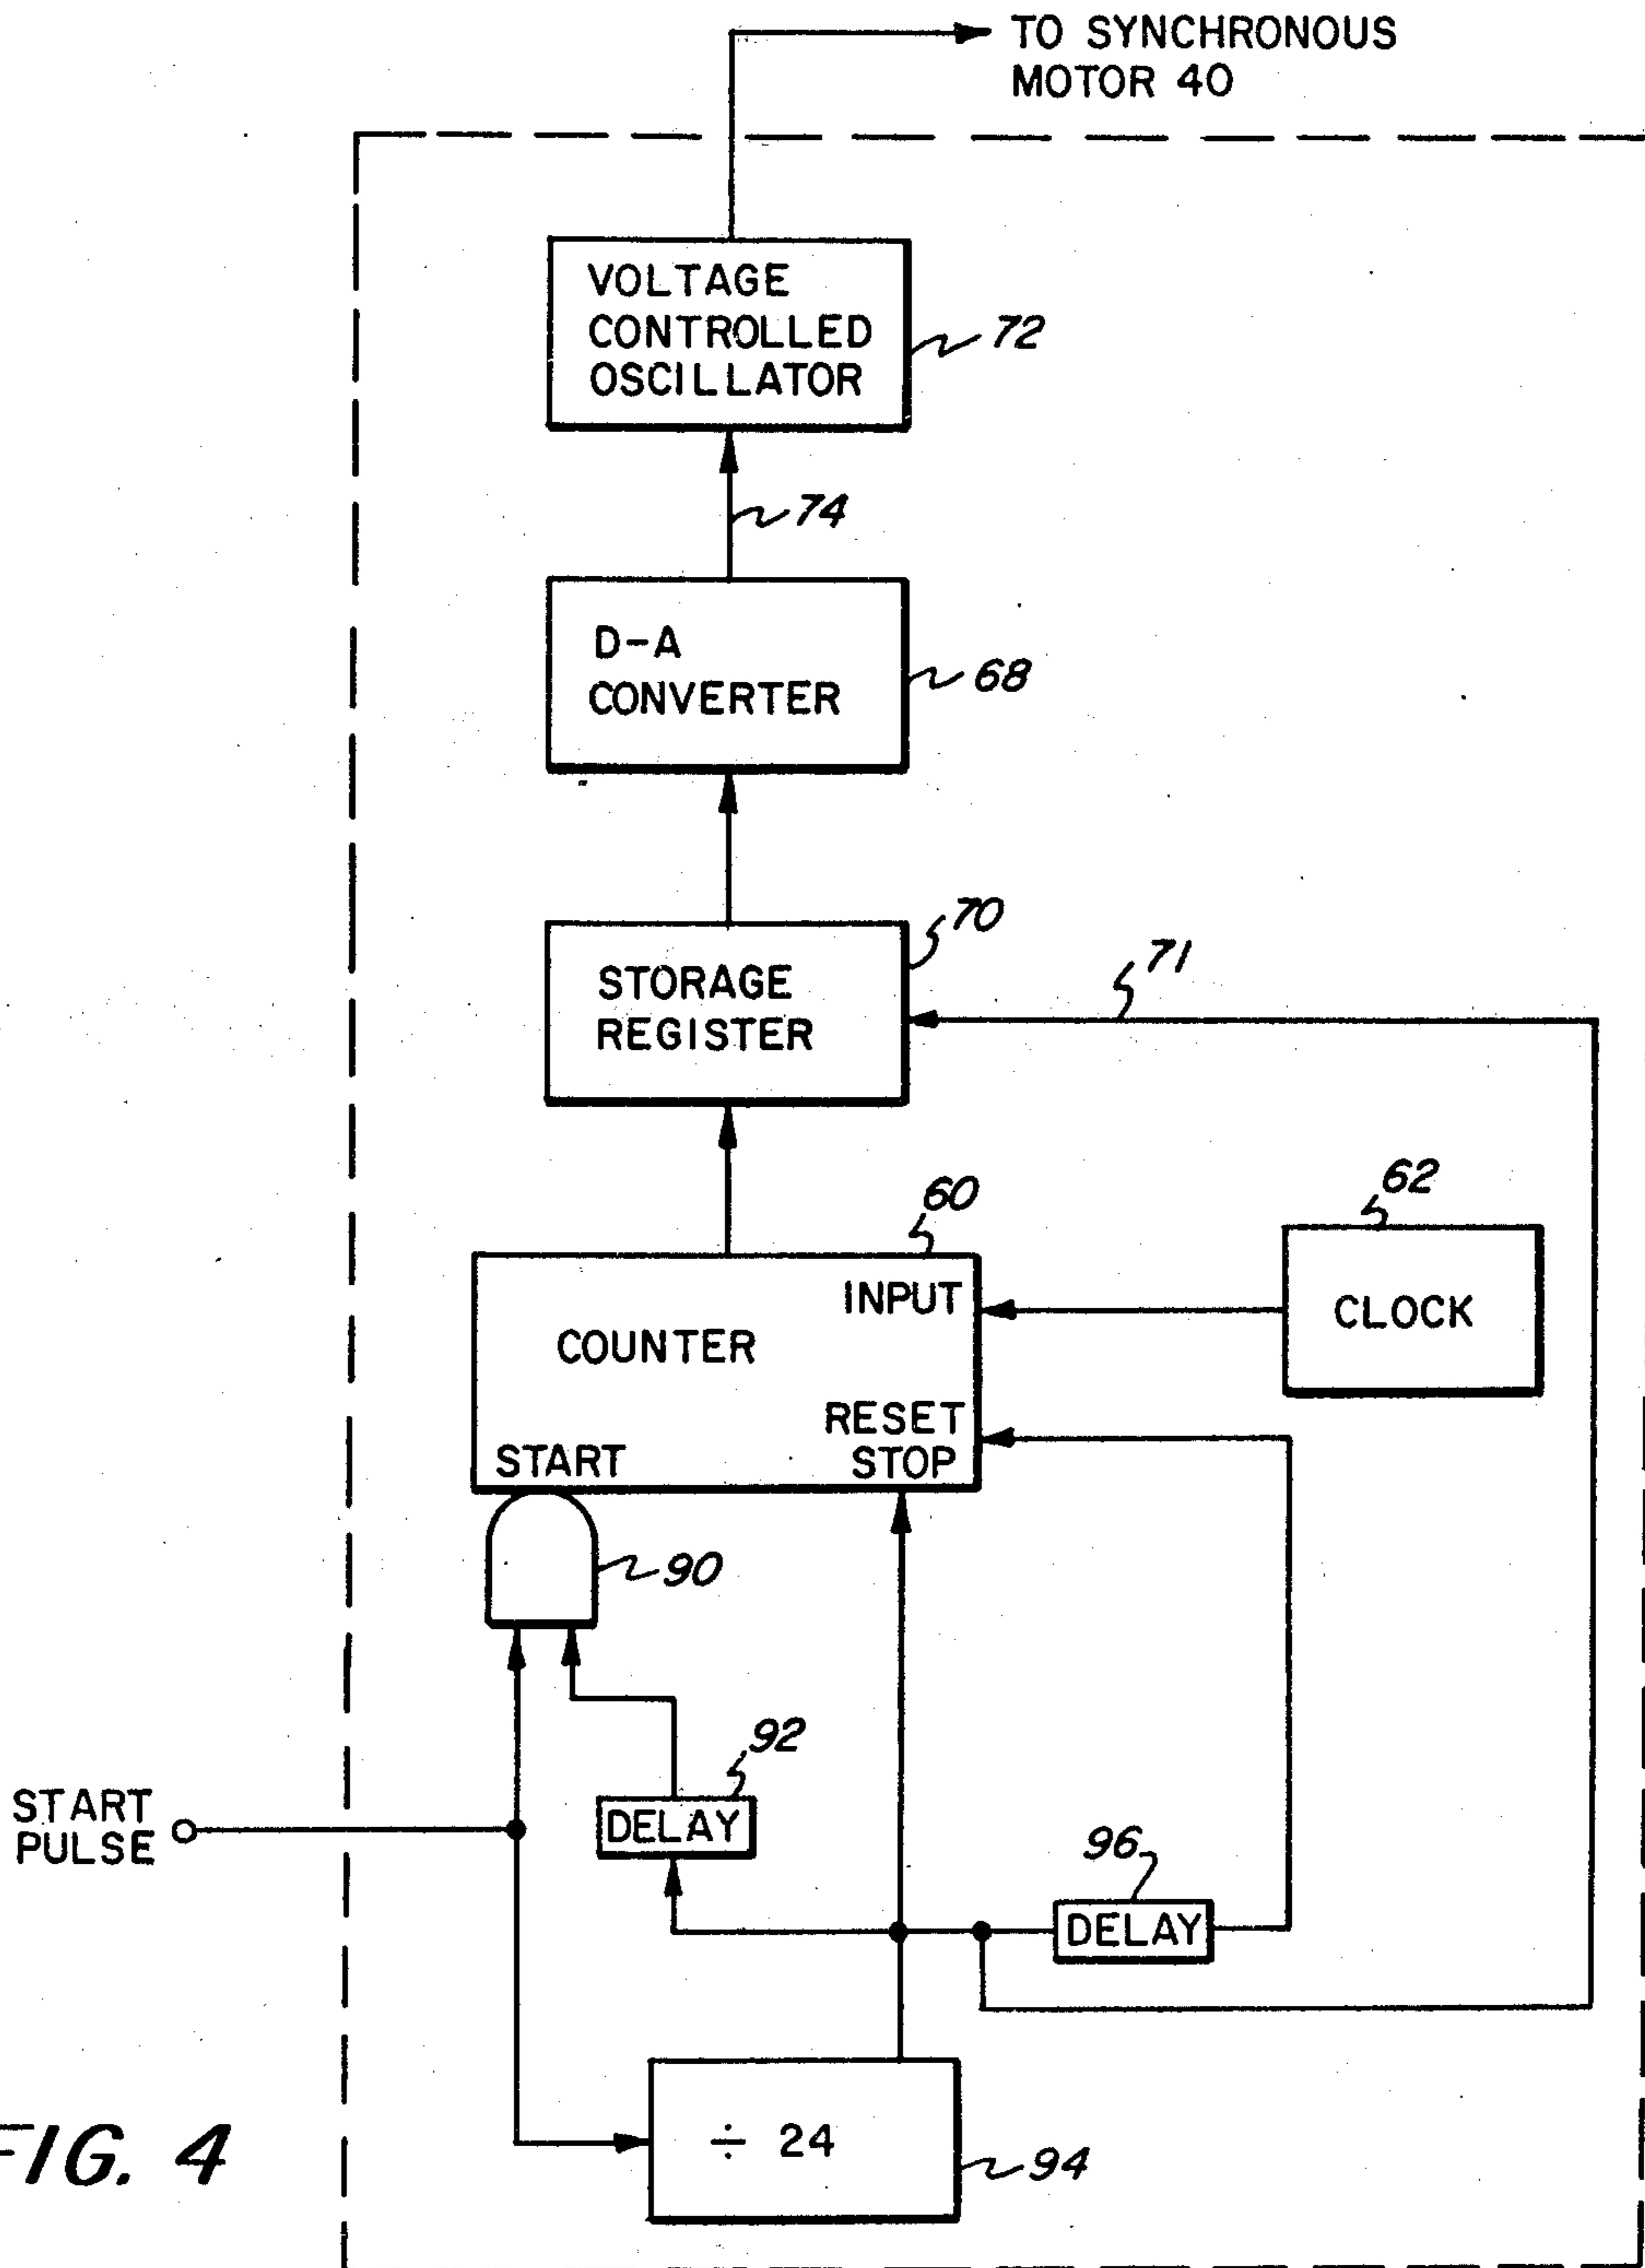 TO SYNCHRONOUS
MOTOR 40
VOLTAGE
CONTROLLED
OSCILLATOR
72
74
D-A
CONVERTER
68
70
71
STORAGE
REGISTER
60
62
INPUT
CLOCK
COUNTER
RESET
START
STOP
90
92
START
PULSE
DELAY
96
DELAY
÷ 24
94
FIG. 4